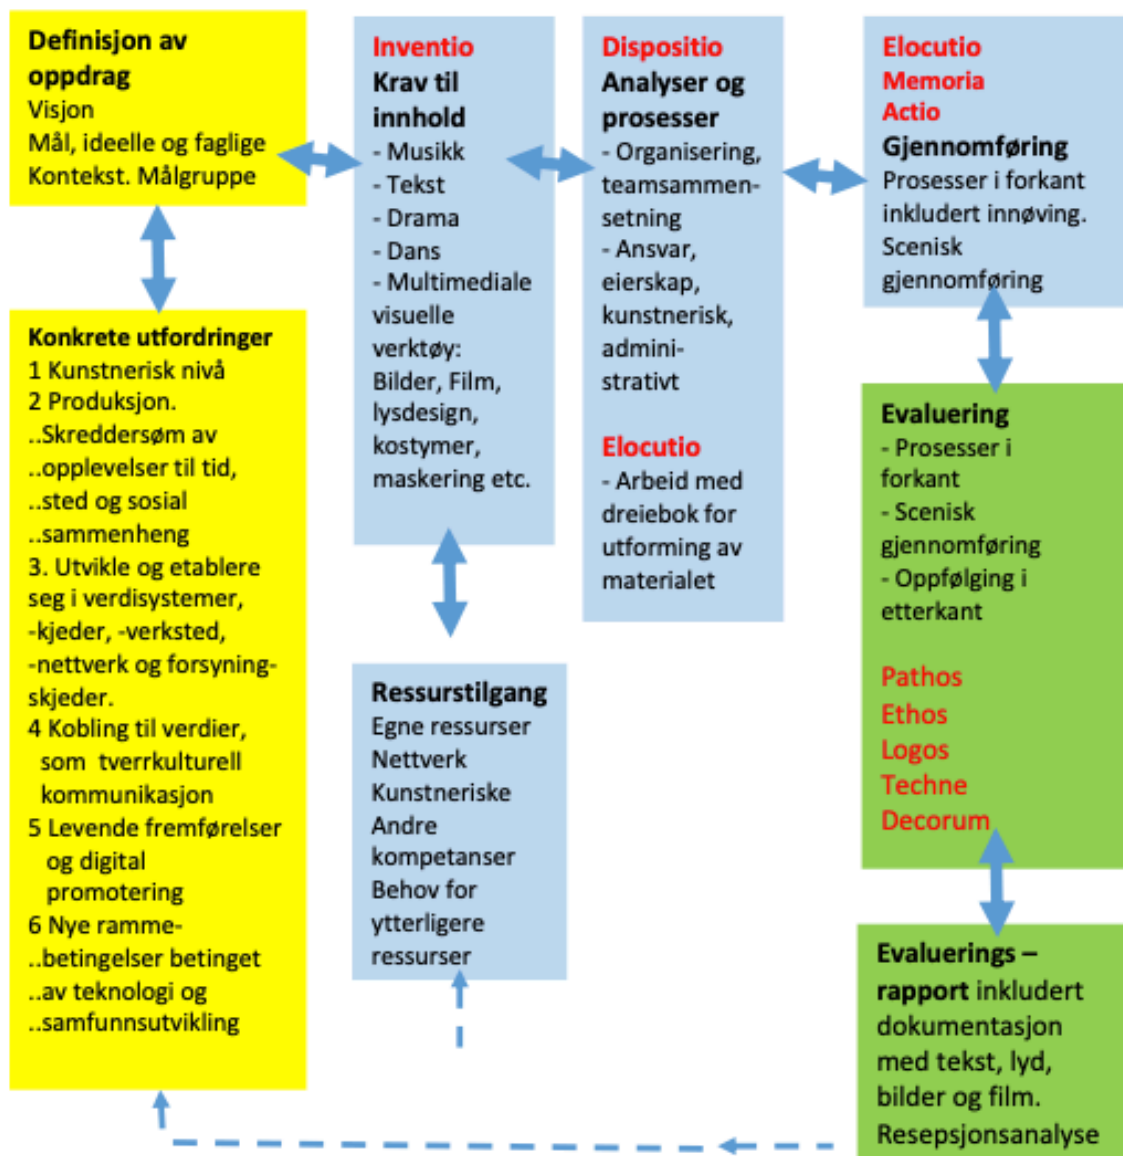 Definisjon av
oppdrag
Visjon
Mål, ideelle og faglige
Kontekst. Målgruppe
Konkrete utfordringer
1 Kunstnerisk nivå
2 Produksjon.
..Skreddersøm av
..opplevelser til tid,
..sted og sosial
..sammenheng
3. Utvikle og etablere
seg i verdisystemer,
-kjeder, -verksted,
-nettverk og forsyning-
skjeder.
4 Kobling til verdier,
som tverrkulturell
kommunikasjon
5 Levende fremførelser
og digital
promotering
6 Nye ramme-
..betingelser betinget
..av teknologi og
..samfunnsutvikling
Inventio
Krav til
innhold
- Musikk
- Tekst
- Drama
- Dans
- Multimediale
visuelle
verktøy:
Bilder, Film,
lysdesign,
kostymer,
maskering etc.
Ressurstilgang
Egne ressurser
Nettverk
Kunstneriske
Andre
kompetanser
Behov for
ytterligere
ressurser
Dispositio
Analyser og
prosesser
- Organisering,
teamsammen-
setning
- Ansvar,
eierskap,
kunstnerisk,
admini-
strativt
Elocutio
- Arbeid med
dreiebok for
utforming av
materialet
Elocutio
Memoria
Actio
Gjennomføring
Prosesser i forkant
inkludert innøving.
Scenisk
gjennomføring
Evaluering
- Prosesser i
forkant
- Scenisk
gjennomføring
- Oppfølging i
etterkant
Pathos
Ethos
Logos
Techne
Decorum
Evaluerings –
rapport inkludert
dokumentasjon
med tekst, lyd,
bilder og film.
Resepsjonsanalyse